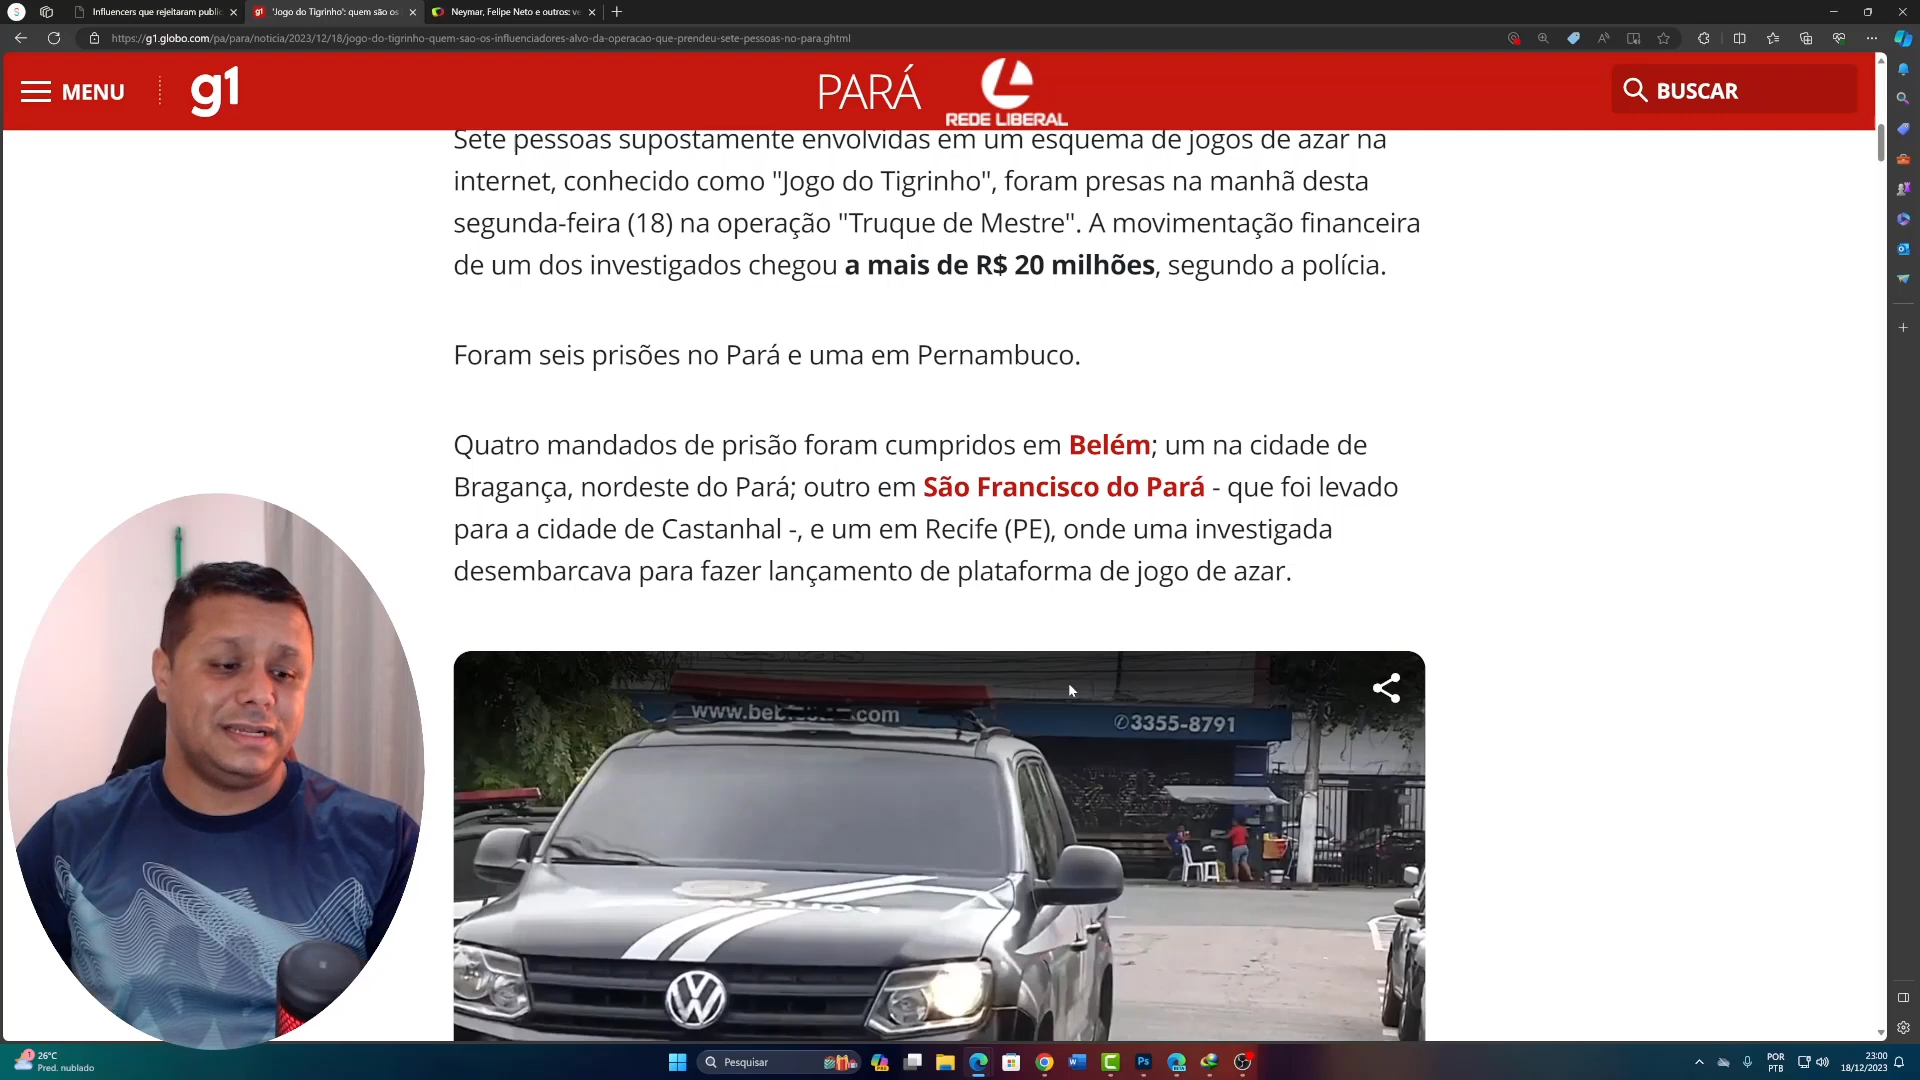 Influencers que rejeitaram public
'Jogo do Tigrinho': quem são os
Neymar, Felipe Neto e outros: ve
https://g1.globo.com/pa/para/noticia/2023/12/18/jogo-do-tigrinho-quem-sao-os-influenciadores-alvo-da-operacao-que-prendeu-sete-pessoas-no-para.ghtml
MENU
g1
PARÁ
REDE LIBERAL
BUSCAR
Sete pessoas supostamente envolvidas em um esquema de jogos de azar na
internet, conhecido como "Jogo do Tigrinho", foram presas na manhã desta
segunda-feira (18) na operação "Truque de Mestre". A movimentação financeira
de um dos investigados chegou a mais de R$ 20 milhões, segundo a polícia.
Foram seis prisões no Pará e uma em Pernambuco.
Quatro mandados de prisão foram cumpridos em Belém; um na cidade de
Bragança, nordeste do Pará; outro em São Francisco do Pará - que foi levado
para a cidade de Castanhal -, e um em Recife (PE), onde uma investigada
desembarcava para fazer lançamento de plataforma de jogo de azar.
3355-8791
26°C
Pred. nublado
Pesquisar
POR
PTB
23:00
18/12/2023